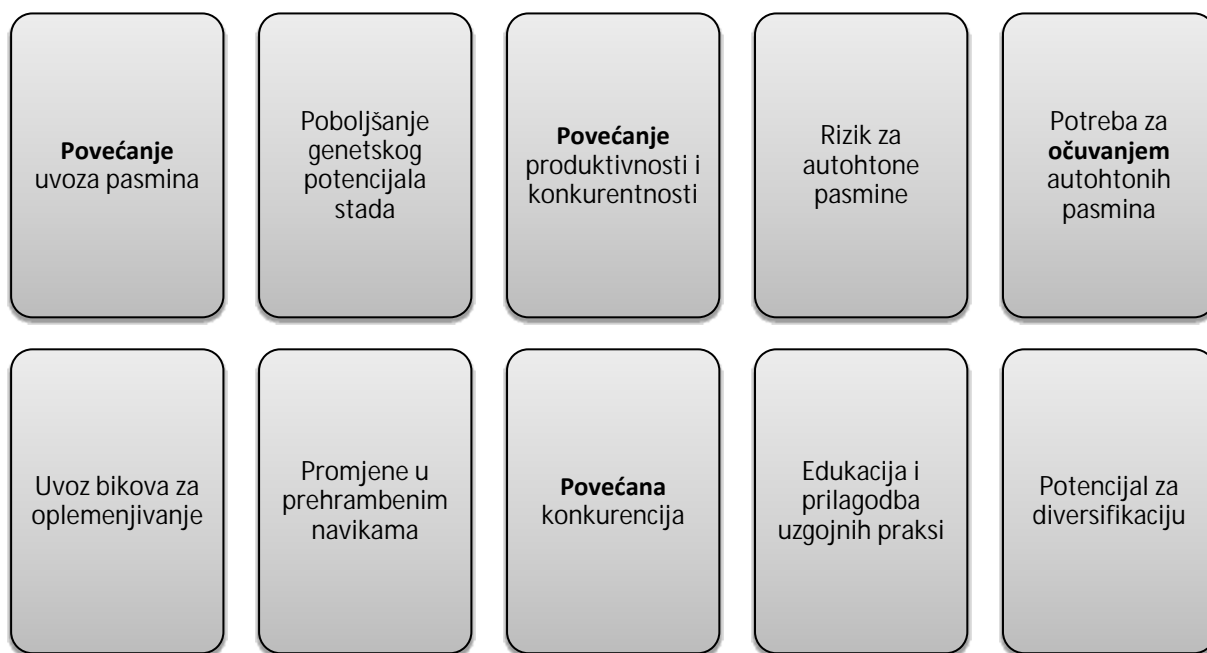 Povećanje
uvoza pasmina
Poboljšanje
genetskog
potencijala
stada
Povećanje
produktivnosti i
konkurentnosti
Rizik za
autohtone
pasmine
Potreba za
očuvanjem
autohtonih
pasmina
Uvoz bikova za
oplemenjivanje
Promjene u
prehrambenim
navikama
Povećana
konkurencija
Edukacija i
prilagodba
uzgojnih praksi
Potencijal za
diversifikaciju